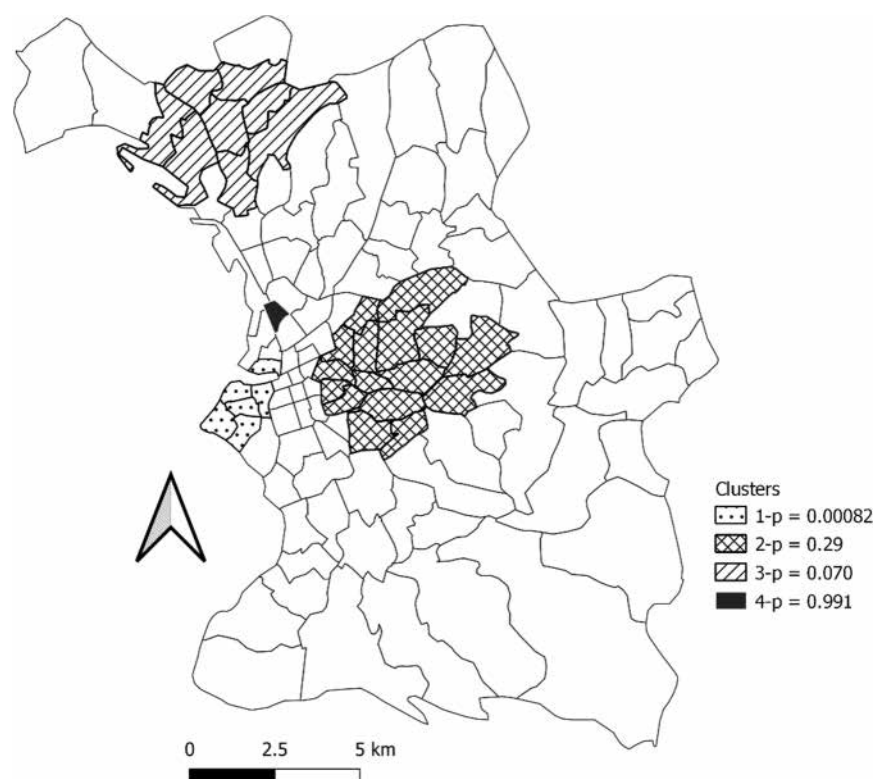 Clusters
1-p = 0.00082
2-p = 0.29
3-p = 0.070
4-p = 0.991
0 2.5 5 km